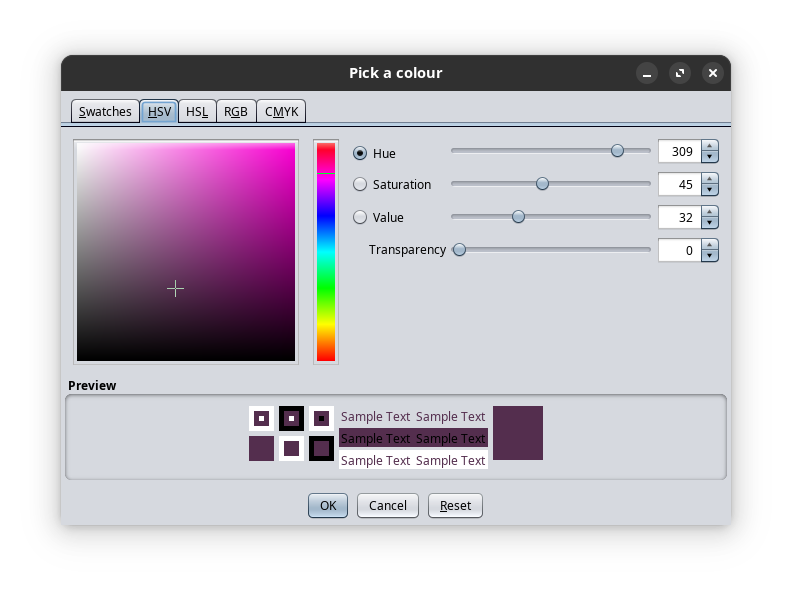 Pick a colour
Swatches HSV HSL RGB CMYK
Hue 309
Saturation 45
Value 32
Transparency 0
Preview
Sample Text Sample Text
Sample Text Sample Text
Sample Text Sample Text
OK Cancel Reset